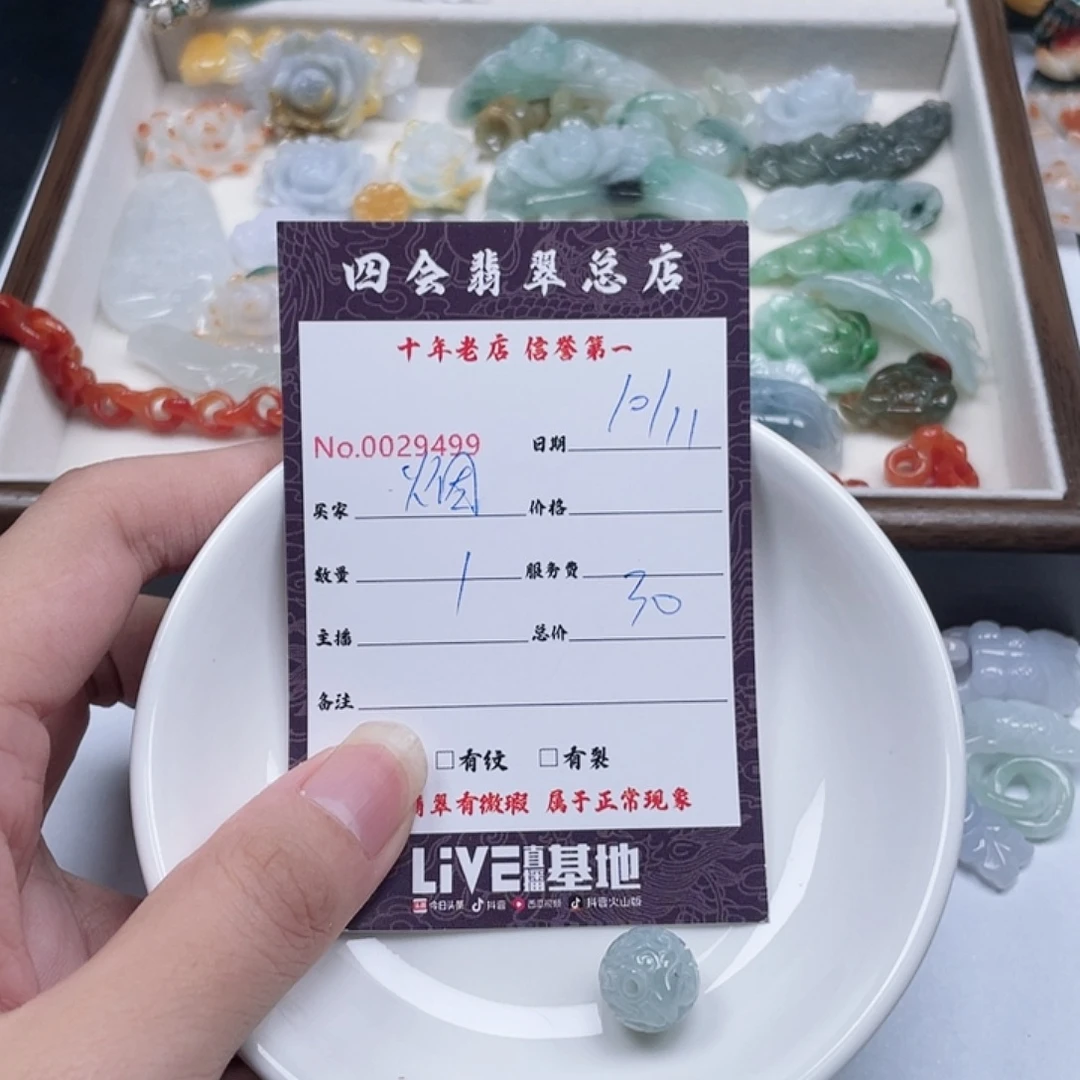 四会翡翠总店
十年老店 信誉第一
No.0029499 日期 10/11
买家 烟 价格
数量 1 服务费
主播 总价 30
备注
□有纹 □有裂
翡翠有微瑕 属于正常现象
LiVE直播基地
今日头条 抖音 西瓜视频 抖音火山版